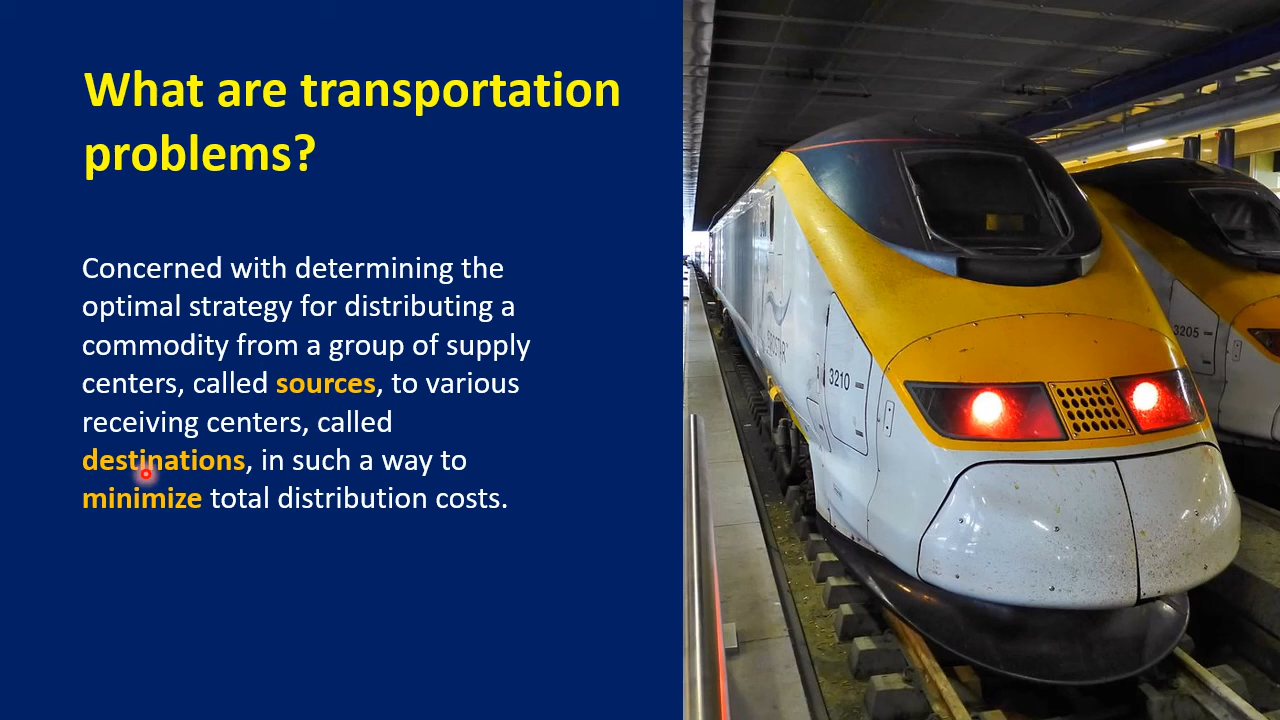 What are transportation
problems?
Concerned with determining the
optimal strategy for distributing a
commodity from a group of supply
centers, called sources, to various
receiving centers, called
destinations, in such a way to
minimize total distribution costs.
3210
3205